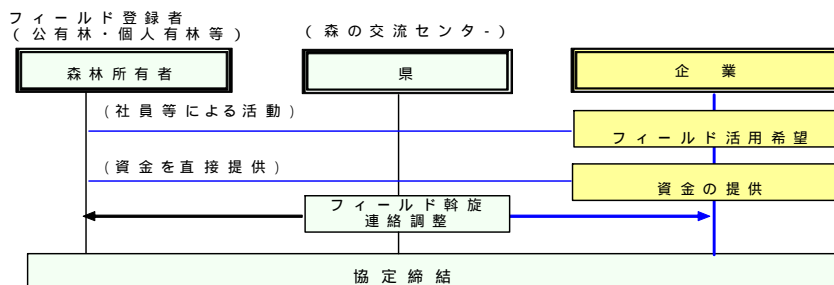 フィールド登録者
(公有林・個人有林等)
(森の交流センタ-)
森林所有者
県
企 業
(社員等による活動)
フィールド活用希望
(資金を直接提供)
資金の提供
フィールド斡旋
連絡調整
協定締結